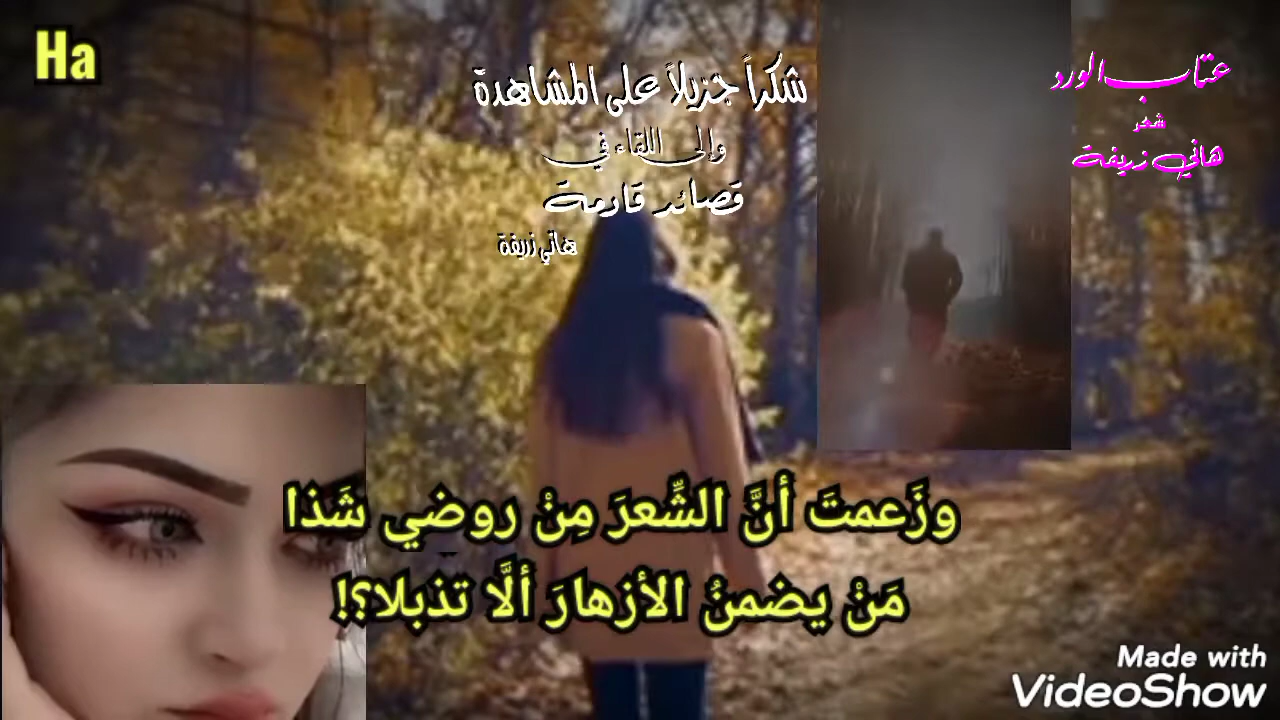 Ha
شكراً جزيلاً على المشاهدة
والى اللقاء في
قصائد قادمة
هاني زريفة
عتاب الورد
شعر
هاني زريفة
وزَعمتَ أنَّ الشِّعرَ مِنْ روضي شَذا
مَنْ يضمنُ الأزهارَ ألَّا تذبلا؟!
Made with
VideoShow